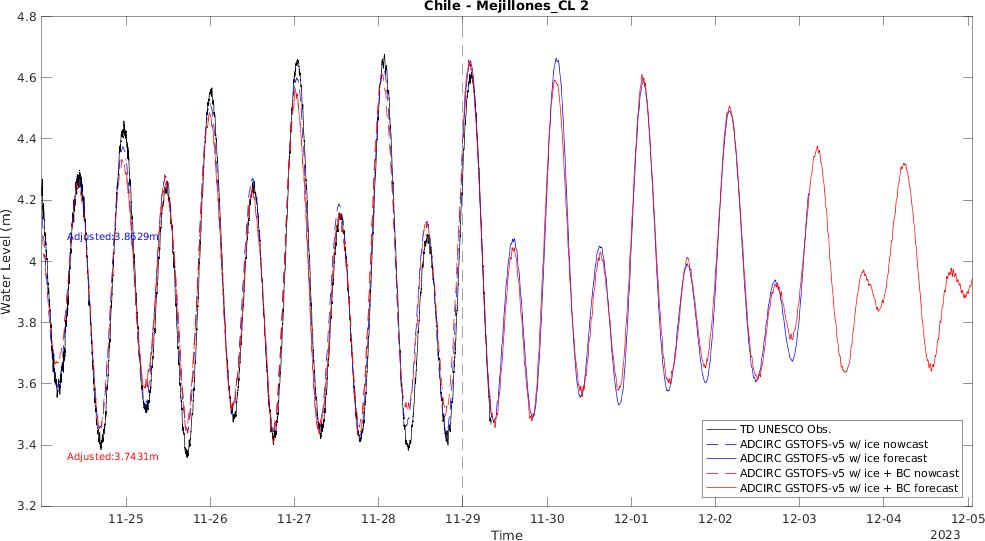 Chile - Mejillones_CL 2
4.8
4.6
4.4
4.2
4
3.8
3.6
3.4
3.2
Water Level (m)
Adjusted:3.8629m
Adjusted:3.7431m
TD UNESCO Obs.
ADCIRC GSTOFS-v5 w/ ice nowcast
ADCIRC GSTOFS-v5 w/ ice forecast
ADCIRC GSTOFS-v5 w/ ice + BC nowcast
ADCIRC GSTOFS-v5 w/ ice + BC forecast
11-25 11-26 11-27 11-28 11-29 11-30 12-01 12-02 12-03 12-04 12-05
Time
2023